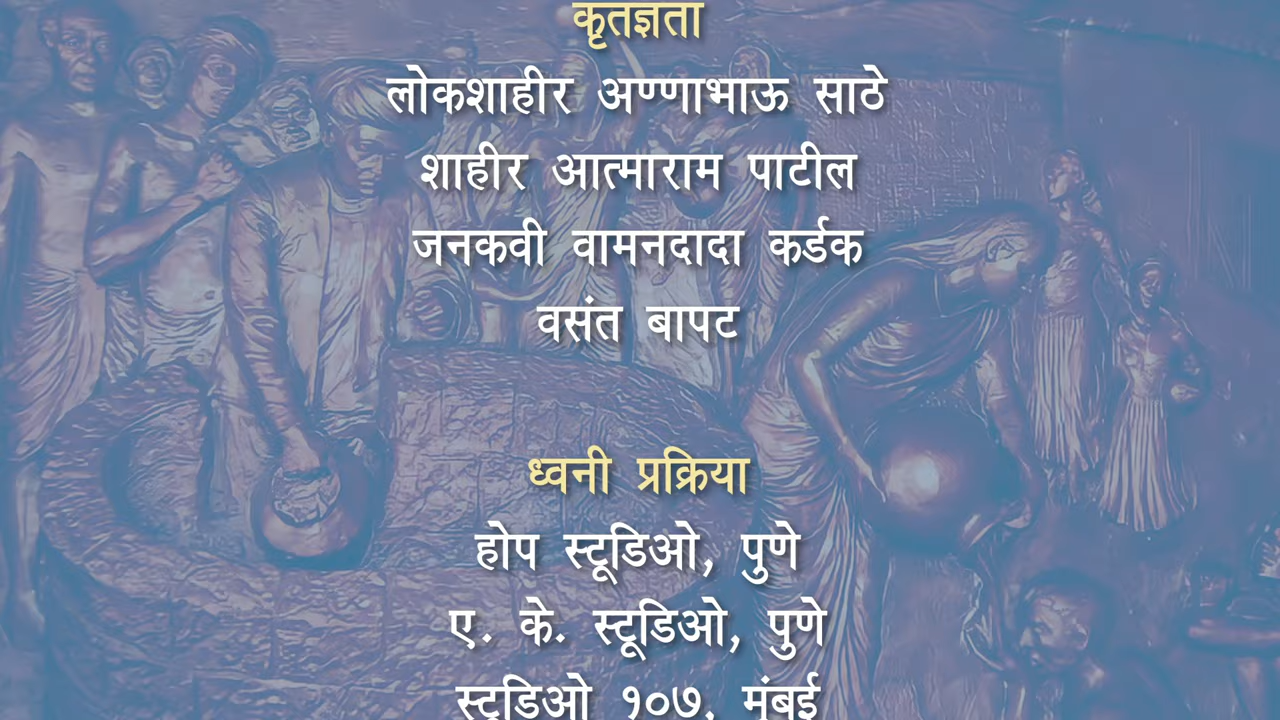 कृतज्ञता
लोकशाहीर अण्णाभाऊ साठे
शाहीर आत्माराम पाटील
जनकवी वामनदादा कर्डक
वसंत बापट
ध्वनी प्रक्रिया
होप स्टूडिओ, पुणे
ए. के. स्टूडिओ, पुणे
स्टूडिओ १०७, मुंबई